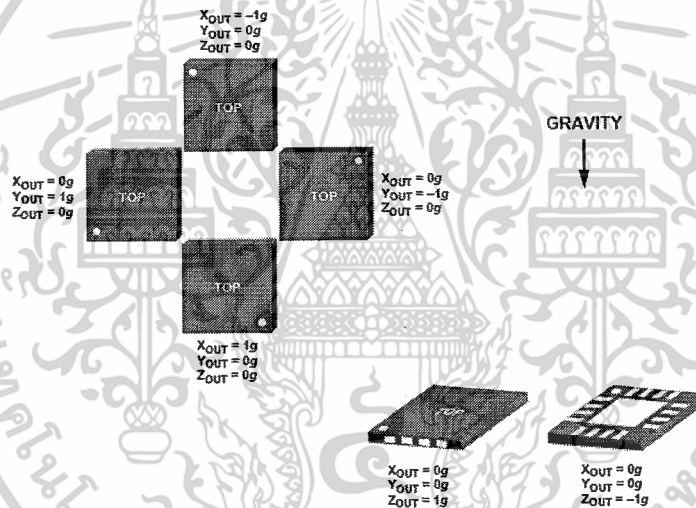 XOUT = –1g
YOUT = 0g
ZOUT = 0g
TOP
GRAVITY
XOUT = 0g
YOUT = 1g
ZOUT = 0g
TOP
TOP
XOUT = 0g
YOUT = –1g
ZOUT = 0g
TOP
XOUT = 1g
YOUT = 0g
ZOUT = 0g
TOP
XOUT = 0g
YOUT = 0g
ZOUT = 1g
XOUT = 0g
YOUT = 0g
ZOUT = –1g